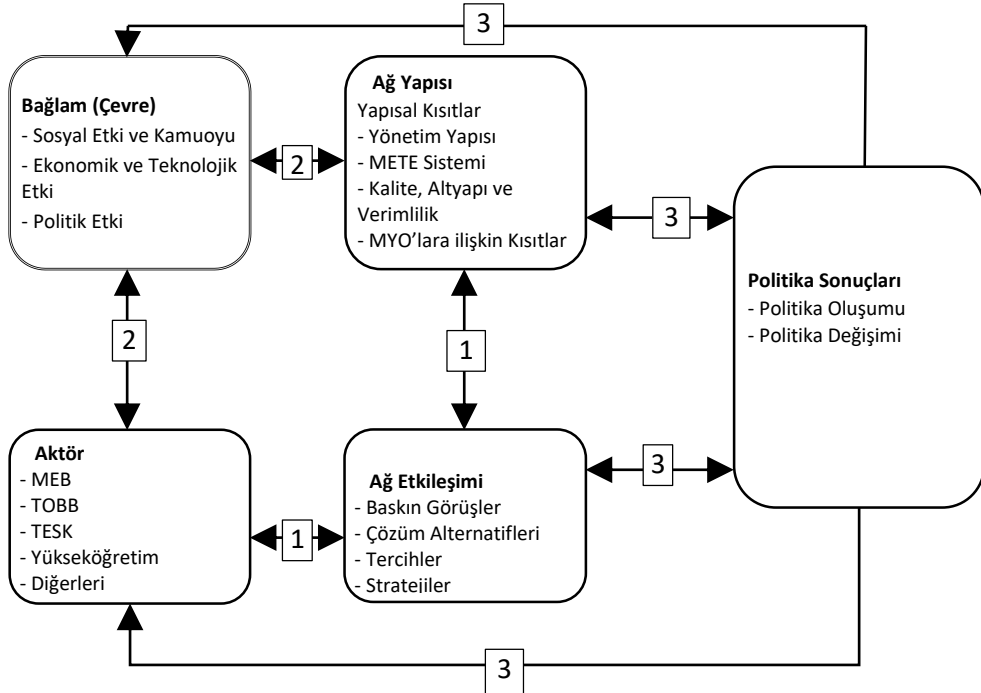 3
Bağlam (Çevre)
- Sosyal Etki ve Kamuoyu
- Ekonomik ve Teknolojik
Etki
- Politik Etki
2
Ağ Yapısı
Yapısal Kısıtlar
- Yönetim Yapısı
- METE Sistemi
- Kalite, Altyapı ve
Verimlilik
- MYO’lara ilişkin Kısıtlar
3
Politika Sonuçları
- Politika Oluşumu
- Politika Değişimi
2
1
Aktör
- MEB
- TOBB
- TESK
- Yükseköğretim
- Diğerleri
1
Ağ Etkileşimi
- Baskın Görüşler
- Çözüm Alternatifleri
- Tercihler
- Stratejiler
3
3